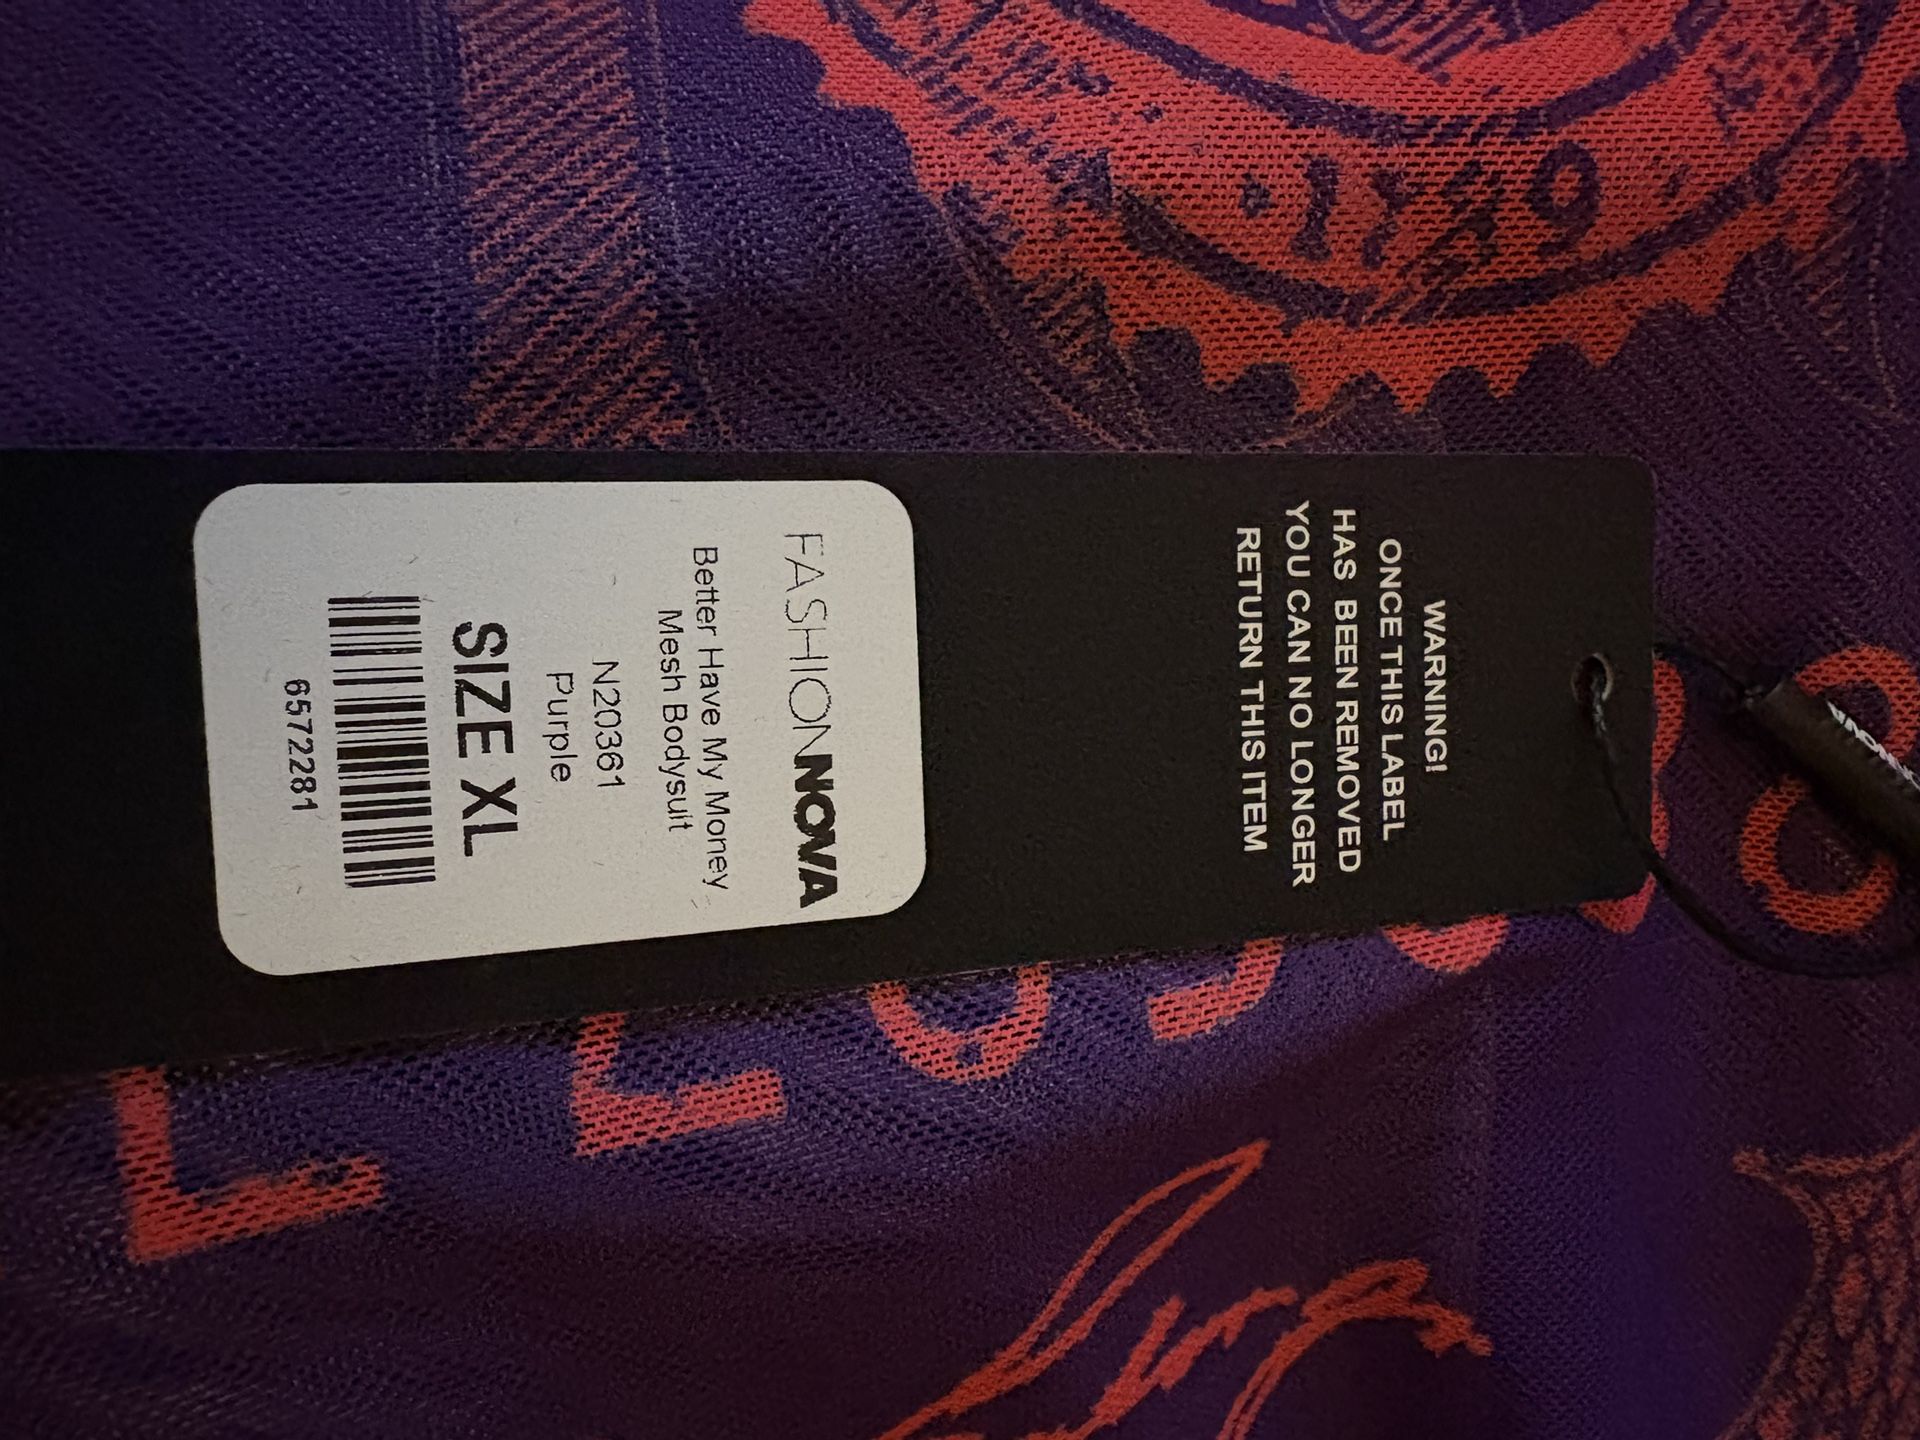 WARNING!
ONCE THIS LABEL
HAS BEEN REMOVED
YOU CAN NO LONGER
RETURN THIS ITEM
FASHIONNOVA
Better Have My Money
Mesh Bodysuit
N20361
Purple
SIZE XL
65722281